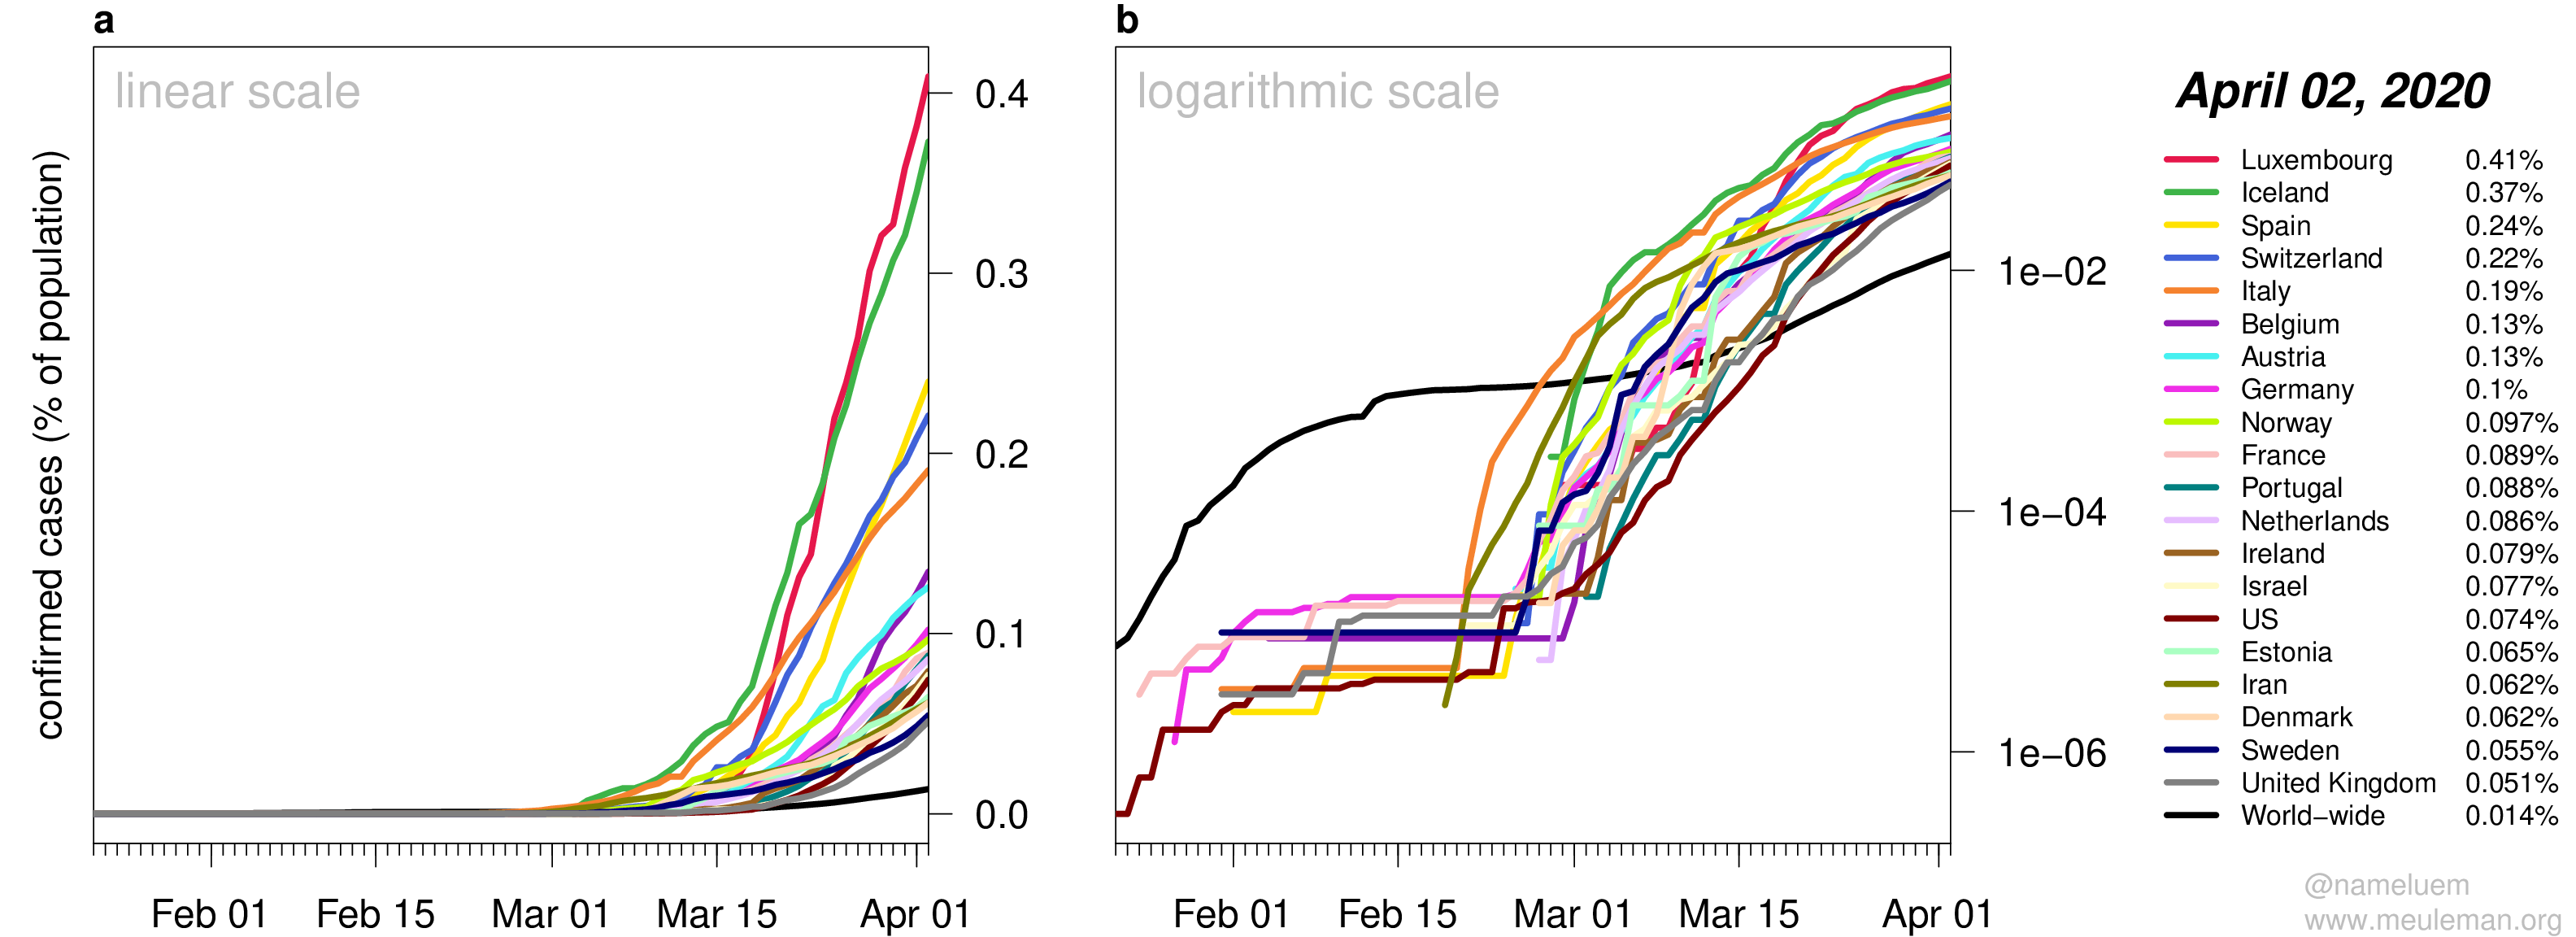 a
linear scale
confirmed cases (% of population)
0.4
0.3
0.2
0.1
0.0
Feb 01 Feb 15 Mar 01 Mar 15 Apr 01
b
logarithmic scale
1e−02
1e−04
1e−06
Feb 01 Feb 15 Mar 01 Mar 15 Apr 01
April 02, 2020
Luxembourg 0.41%
Iceland 0.37%
Spain 0.24%
Switzerland 0.22%
Italy 0.19%
Belgium 0.13%
Austria 0.13%
Germany 0.1%
Norway 0.097%
France 0.089%
Portugal 0.088%
Netherlands 0.086%
Ireland 0.079%
Israel 0.077%
US 0.074%
Estonia 0.065%
Iran 0.062%
Denmark 0.062%
Sweden 0.055%
United Kingdom 0.051%
World−wide 0.014%
@nameluem
www.meuleman.org